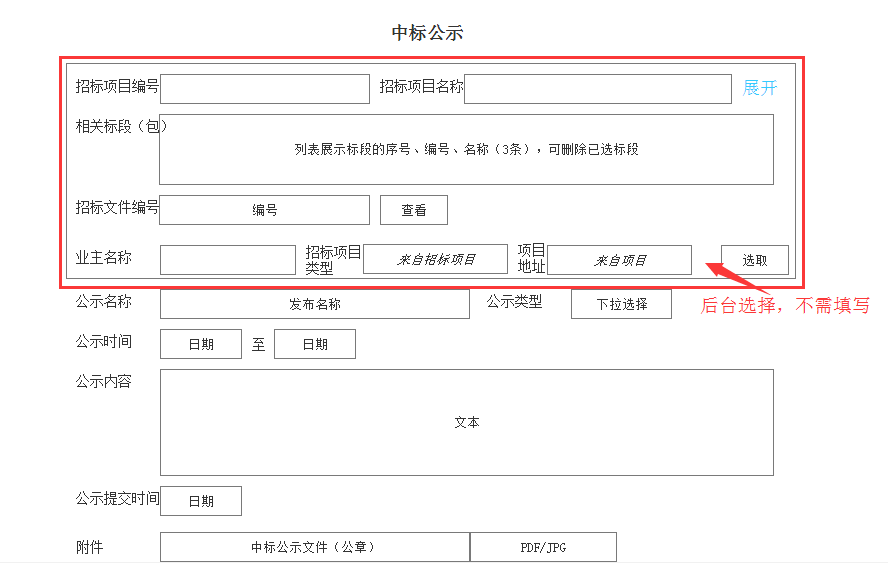 中标公示
招标项目编号 招标项目名称 展开
相关标段（包）
列表展示标段的序号、编号、名称（3条），可删除已选标段
招标文件编号 编号 查看
业主名称 招标项目类型 来自招标项目 项目地址 来自项目 选取
后台选择，不需填写
公示名称 发布名称 公示类型 下拉选择
公示时间 日期 至 日期
公示内容
文本
公示提交时间 日期
附件 中标公示文件（公章） PDF/JPG